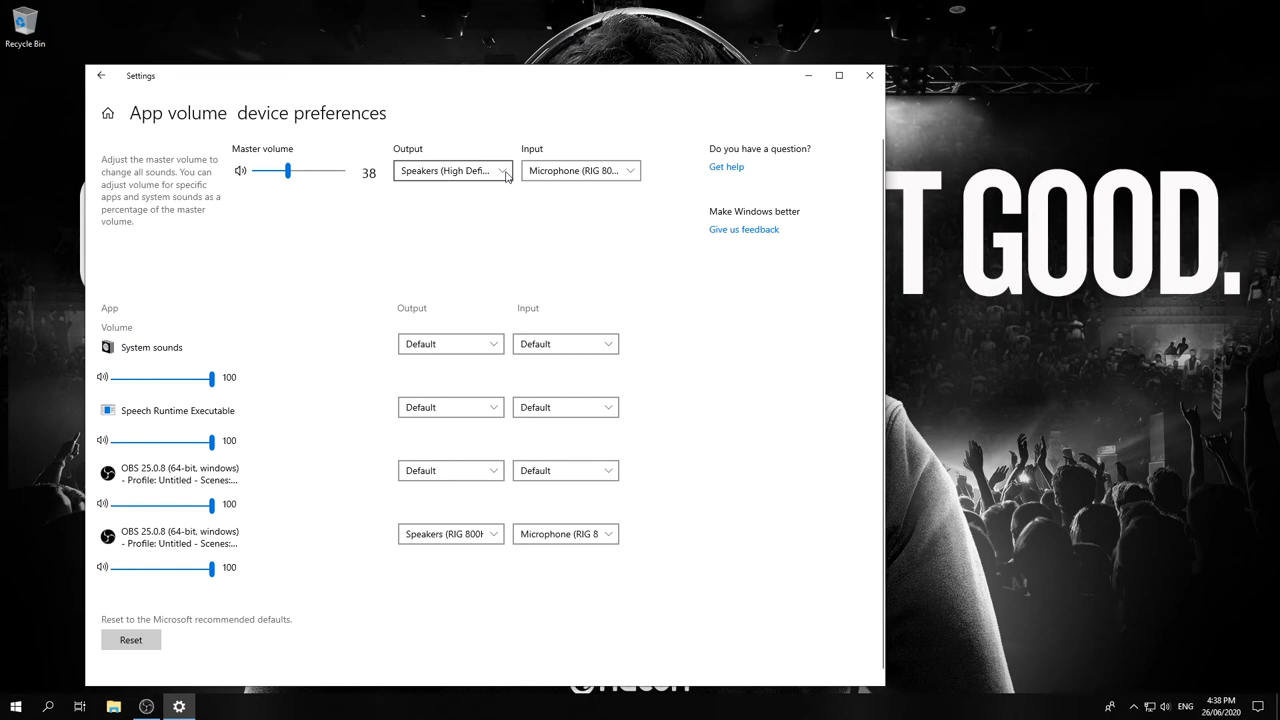 Recycle Bin
Settings
App volume device preferences
Adjust the master volume to
change all sounds. You can
adjust volume for specific
apps and system sounds as a
percentage of the master
volume.
Master volume
38
Output
Speakers (High Defi...
Input
Microphone (RIG 80...
Do you have a question?
Get help
Make Windows better
Give us feedback
App
Volume
Output
Input
System sounds
Default
Default
100
Speech Runtime Executable
Default
Default
100
OBS 25.0.8 (64-bit, windows)
- Profile: Untitled - Scenes:...
Default
Default
100
OBS 25.0.8 (64-bit, windows)
- Profile: Untitled - Scenes:...
Speakers (RIG 800H
Microphone (RIG 8
100
Reset to the Microsoft recommended defaults.
Reset
T GOOD.
ENG
4:38 PM
26/06/2020